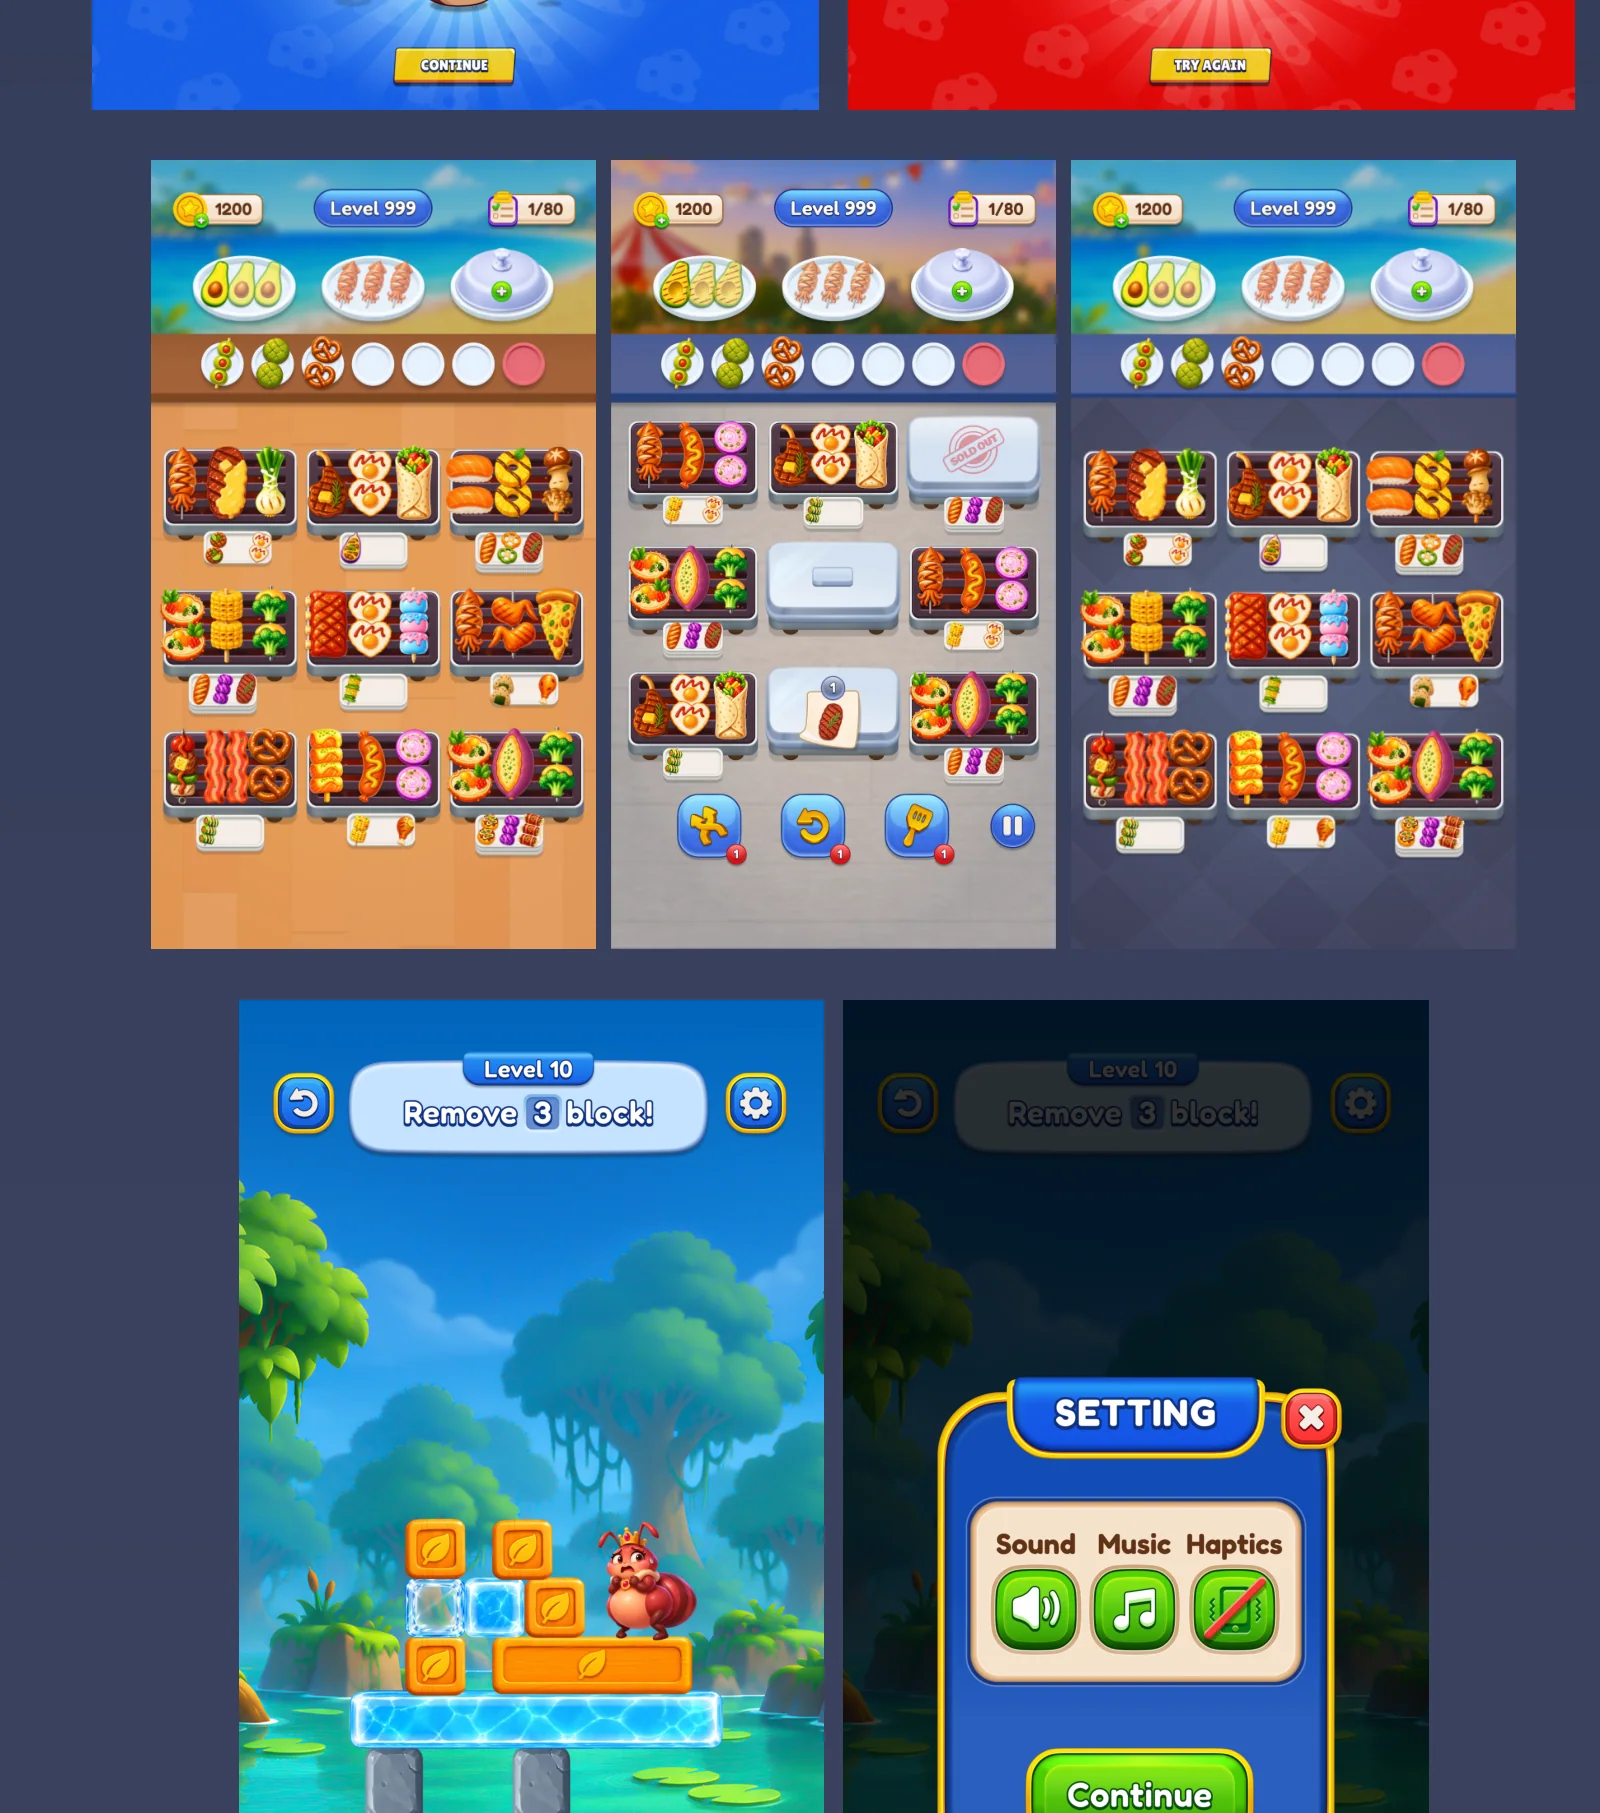 CONTINUE
TRY AGAIN
1200
Level 999
1/80
1200
Level 999
1/80
1200
Level 999
1/80
SOLD OUT
1
1
1
1
Level 10
Remove 3 block!
Level 10
Remove 3 block!
SETTING
Sound Music Haptics
Continue